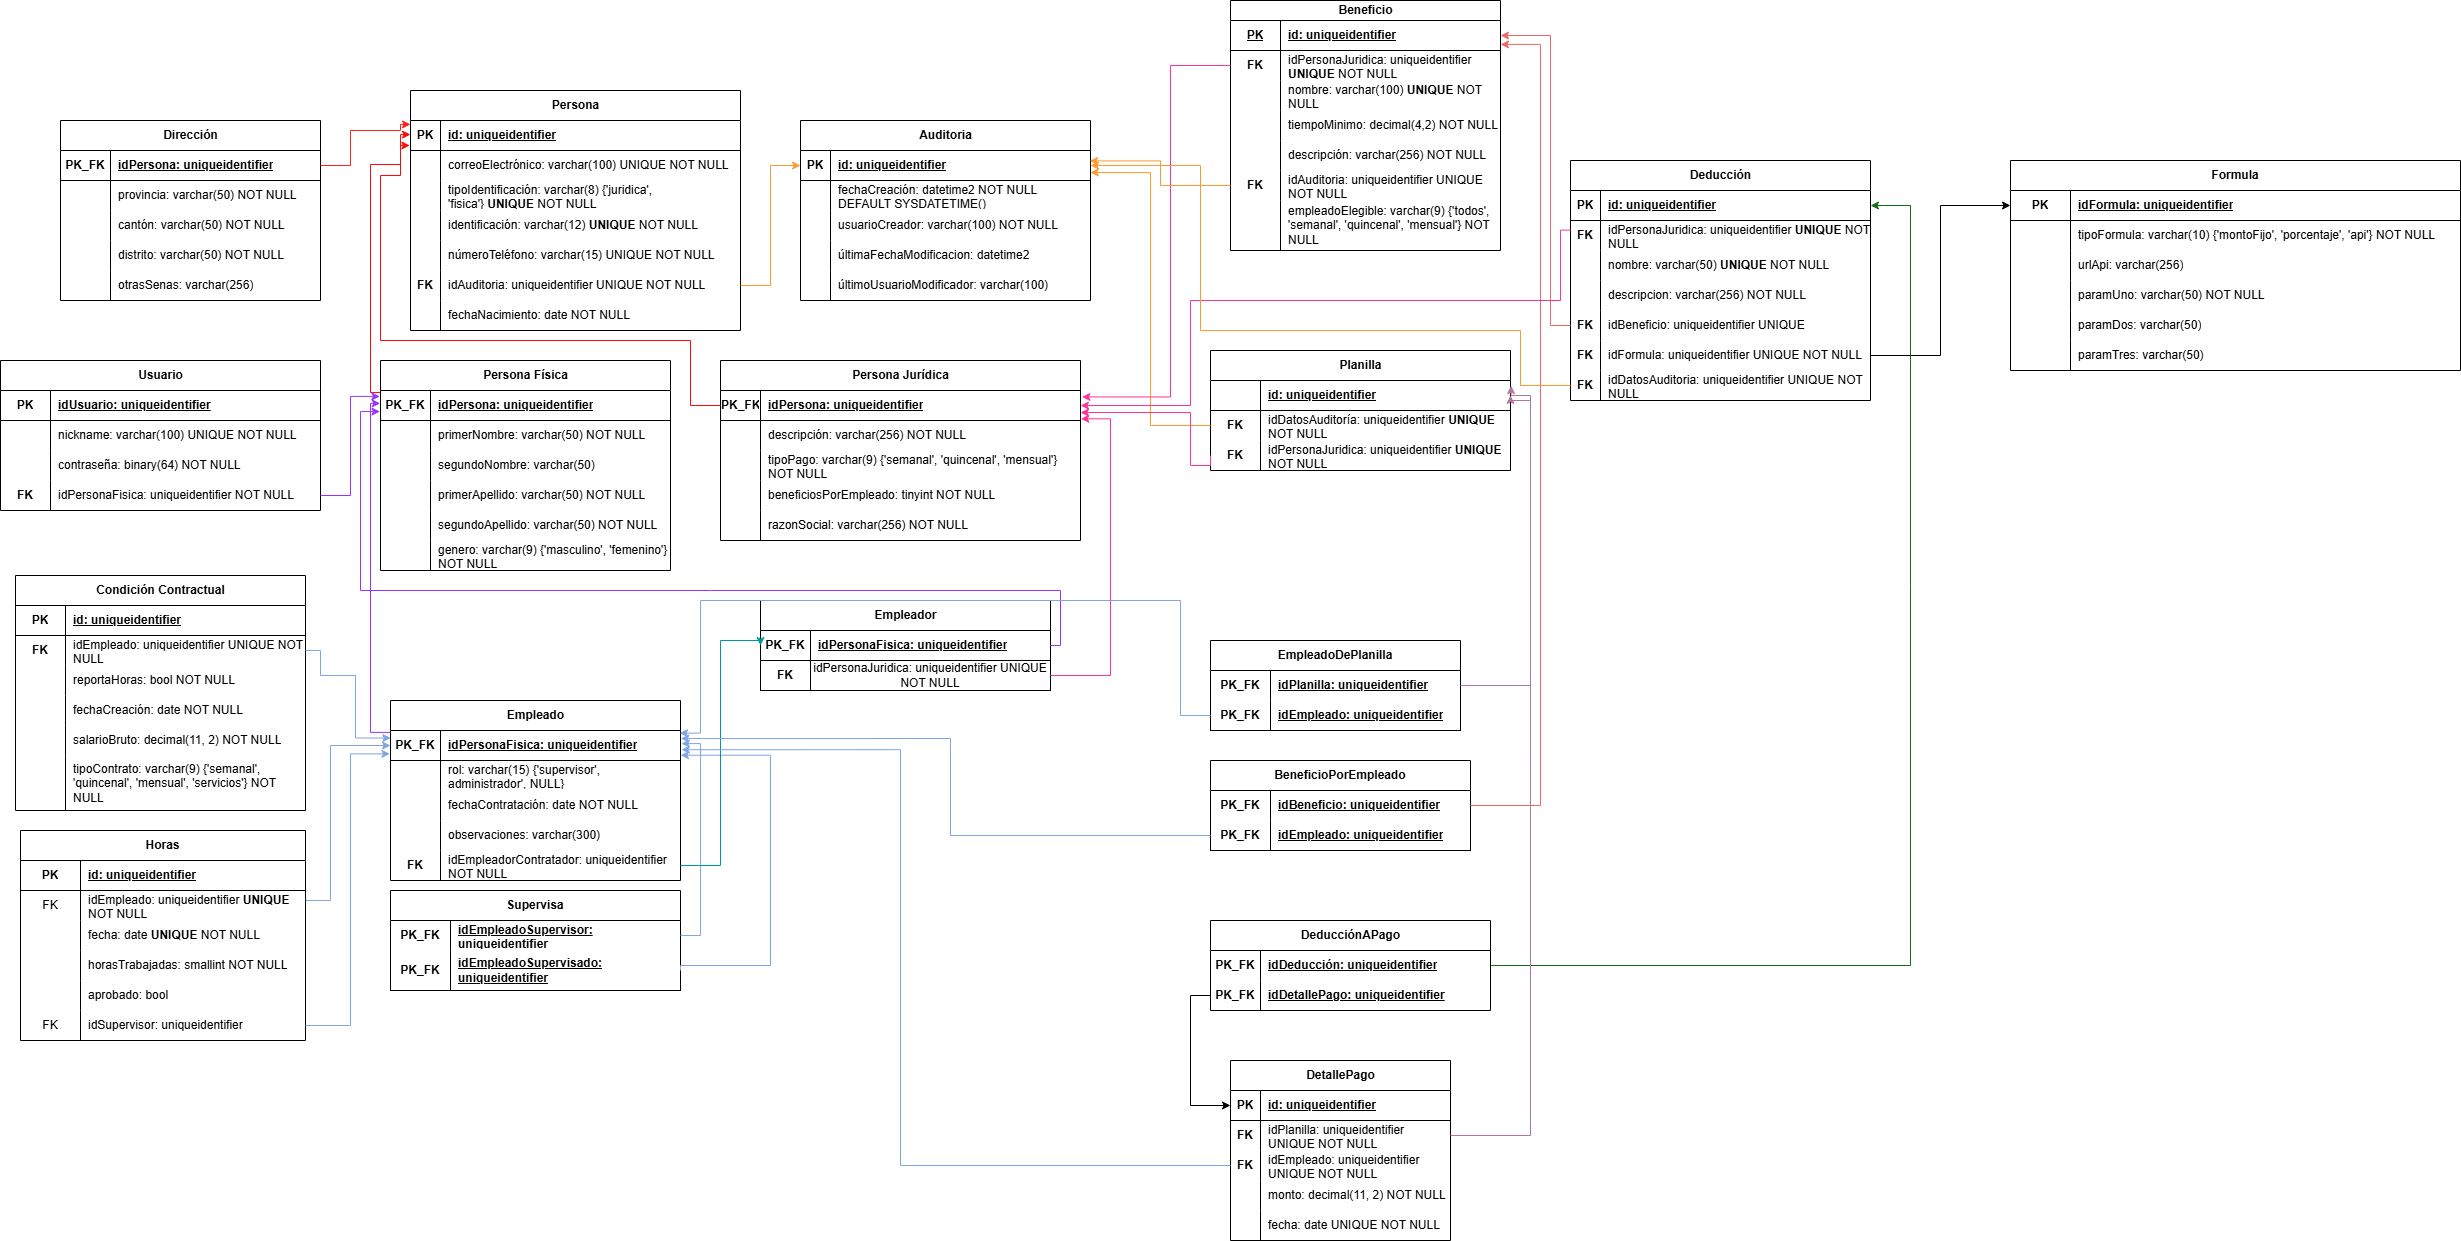 Beneficio
PK id: uniqueidentifier
FK idPersonaJuridica: uniqueidentifier
UNIQUE NOT NULL
nombre: varchar(100) UNIQUE NOT
NULL
tiempoMinimo: decimal(4,2) NOT NULL
descripción: varchar(256) NOT NULL
FK idAuditoria: uniqueidentifier UNIQUE
NOT NULL
empleadoElegible: varchar(9) {'todos',
'semanal', 'quincenal', 'mensual'} NOT
NULL
Persona
PK id: uniqueidentifier
correoElectrónico: varchar(100) UNIQUE NOT NULL
tipoIdentificación: varchar(8) {'juridica',
'fisica'} UNIQUE NOT NULL
identificación: varchar(12) UNIQUE NOT NULL
númeroTeléfono: varchar(15) UNIQUE NOT NULL
FK idAuditoria: uniqueidentifier UNIQUE NOT NULL
fechaNacimiento: date NOT NULL
Dirección
PK_FK idPersona: uniqueidentifier
provincia: varchar(50) NOT NULL
cantón: varchar(50) NOT NULL
distrito: varchar(50) NOT NULL
otrasSenas: varchar(256)
Auditoria
PK id: uniqueidentifier
fechaCreación: datetime2 NOT NULL
DEFAULT SYSDATETIME()
usuarioCreador: varchar(100) NOT NULL
últimaFechaModificacion: datetime2
últimoUsuarioModificador: varchar(100)
Deducción
PK id: uniqueidentifier
FK idPersonaJuridica: uniqueidentifier UNIQUE NOT
NULL
nombre: varchar(50) UNIQUE NOT NULL
descripcion: varchar(256) NOT NULL
FK idBeneficio: uniqueidentifier UNIQUE
FK idFormula: uniqueidentifier UNIQUE NOT NULL
FK idDatosAuditoria: uniqueidentifier UNIQUE NOT
NULL
Formula
PK idFormula: uniqueidentifier
tipoFormula: varchar(10) {'montoFijo', 'porcentaje', 'api'} NOT NULL
urlApi: varchar(256)
paramUno: varchar(50) NOT NULL
paramDos: varchar(50)
paramTres: varchar(50)
Usuario
PK idUsuario: uniqueidentifier
nickname: varchar(100) UNIQUE NOT NULL
contraseña: binary(64) NOT NULL
FK idPersonaFisica: uniqueidentifier NOT NULL
Persona Física
PK_FK idPersona: uniqueidentifier
primerNombre: varchar(50) NOT NULL
segundoNombre: varchar(50)
primerApellido: varchar(50) NOT NULL
segundoApellido: varchar(50) NOT NULL
genero: varchar(9) {'masculino', 'femenino'}
NOT NULL
Persona Jurídica
PK_FK idPersona: uniqueidentifier
descripción: varchar(256) NOT NULL
tipoPago: varchar(9) {'semanal', 'quincenal', 'mensual'}
NOT NULL
beneficiosPorEmpleado: tinyint NOT NULL
razonSocial: varchar(256) NOT NULL
Planilla
id: uniqueidentifier
FK idDatosAuditoría: uniqueidentifier UNIQUE
NOT NULL
FK idPersonaJuridica: uniqueidentifier UNIQUE
NOT NULL
Condición Contractual
PK id: uniqueidentifier
FK idEmpleado: uniqueidentifier UNIQUE NOT
NULL
reportaHoras: bool NOT NULL
fechaCreación: date NOT NULL
salarioBruto: decimal(11, 2) NOT NULL
tipoContrato: varchar(9) {'semanal',
'quincenal', 'mensual', 'servicios'} NOT
NULL
Empleador
PK_FK idPersonaFisica: uniqueidentifier
FK idPersonaJuridica: uniqueidentifier UNIQUE
NOT NULL
EmpleadoDePlanilla
PK_FK idPlanilla: uniqueidentifier
PK_FK idEmpleado: uniqueidentifier
Empleado
PK_FK idPersonaFisica: uniqueidentifier
rol: varchar(15) {'supervisor',
administrador', NULL}
fechaContratación: date NOT NULL
observaciones: varchar(300)
FK idEmpleadorContratador: uniqueidentifier
NOT NULL
BeneficioPorEmpleado
PK_FK idBeneficio: uniqueidentifier
PK_FK idEmpleado: uniqueidentifier
Horas
PK id: uniqueidentifier
FK idEmpleado: uniqueidentifier UNIQUE
NOT NULL
fecha: date UNIQUE NOT NULL
horasTrabajadas: smallint NOT NULL
aprobado: bool
FK idSupervisor: uniqueidentifier
Supervisa
PK_FK idEmpleadoSupervisor:
uniqueidentifier
PK_FK idEmpleadoSupervisado:
uniqueidentifier
DeducciónAPago
PK_FK idDeducción: uniqueidentifier
PK_FK idDetallePago: uniqueidentifier
DetallePago
PK id: uniqueidentifier
FK idPlanilla: uniqueidentifier
UNIQUE NOT NULL
FK idEmpleado: uniqueidentifier
UNIQUE NOT NULL
monto: decimal(11, 2) NOT NULL
fecha: date UNIQUE NOT NULL